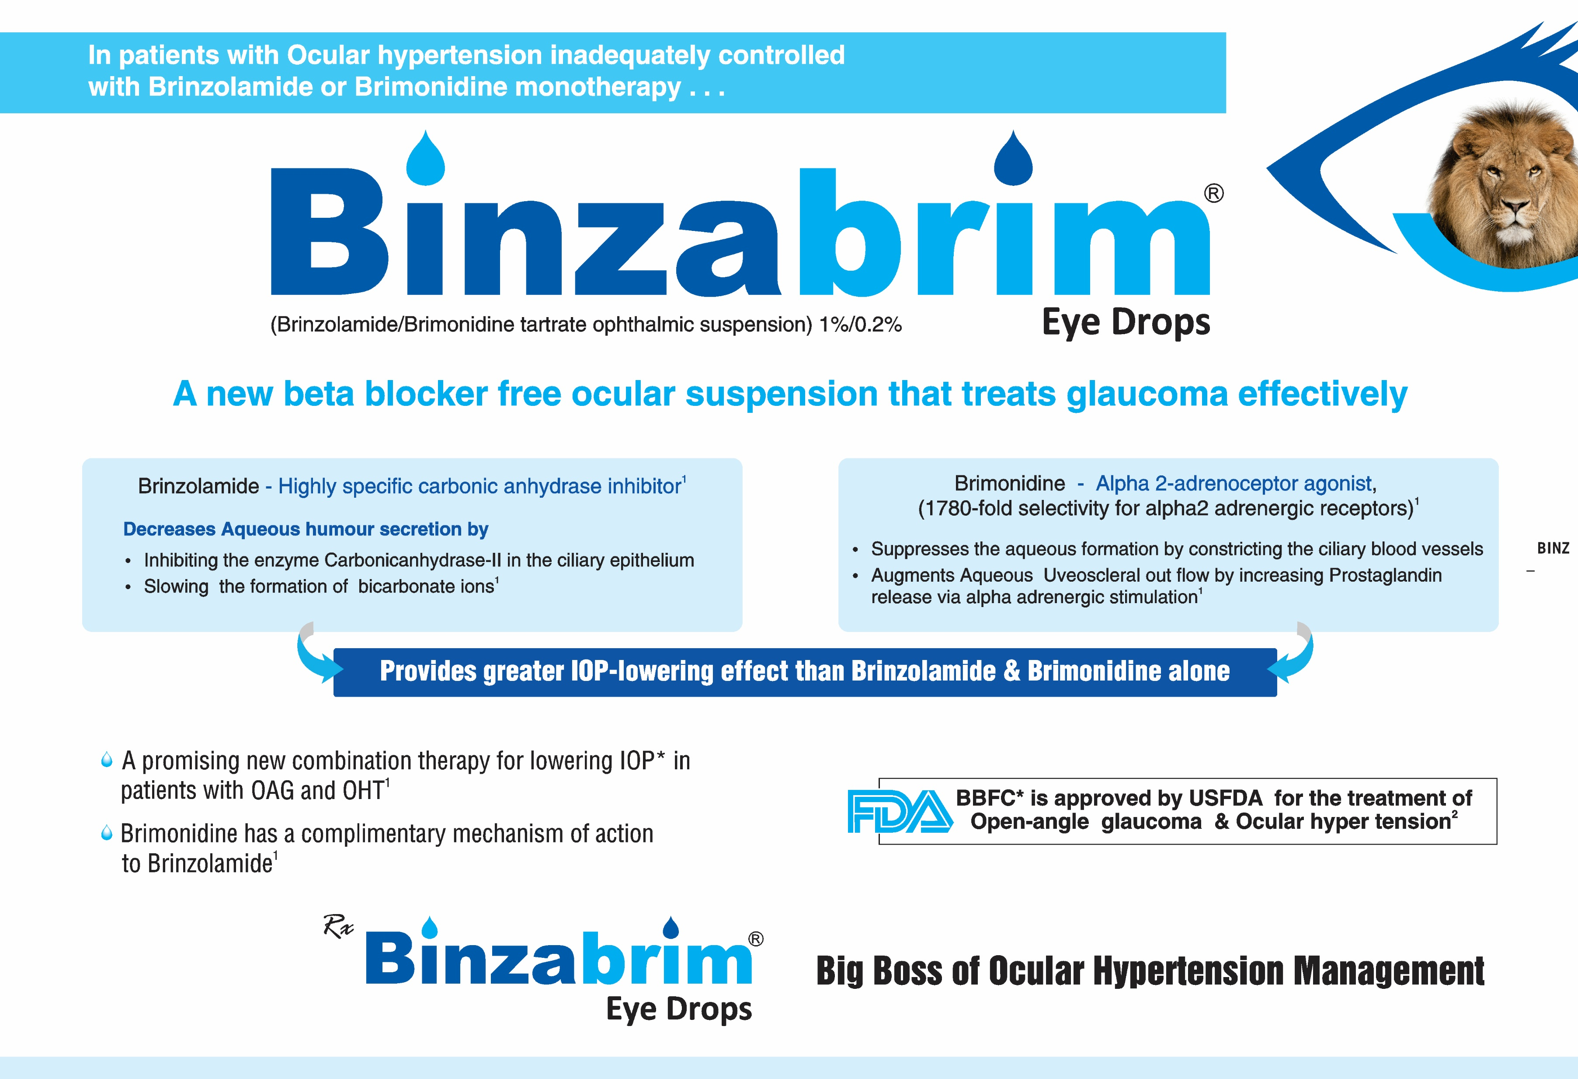 In patients with Ocular hypertension inadequately controlled
with Brinzolamide or Brimonidine monotherapy . . .
Binzabrim®
(Brinzolamide/Brimonidine tartrate ophthalmic suspension) 1%/0.2%
Eye Drops
A new beta blocker free ocular suspension that treats glaucoma effectively
Brinzolamide - Highly specific carbonic anhydrase inhibitor¹
Decreases Aqueous humour secretion by
• Inhibiting the enzyme Carbonicanhydrase-II in the ciliary epithelium
• Slowing the formation of bicarbonate ions¹
Brimonidine - Alpha 2-adrenoceptor agonist,
(1780-fold selectivity for alpha2 adrenergic receptors)¹
• Suppresses the aqueous formation by constricting the ciliary blood vessels
• Augments Aqueous Uveoscleral out flow by increasing Prostaglandin
release via alpha adrenergic stimulation¹
BINZ
–
Provides greater IOP-lowering effect than Brinzolamide & Brimonidine alone
A promising new combination therapy for lowering IOP* in
patients with OAG and OHT¹
Brimonidine has a complimentary mechanism of action
to Brinzolamide¹
FDA
BBFC* is approved by USFDA for the treatment of
Open-angle glaucoma & Ocular hyper tension²
Rx
Binzabrim®
Eye Drops
Big Boss of Ocular Hypertension Management